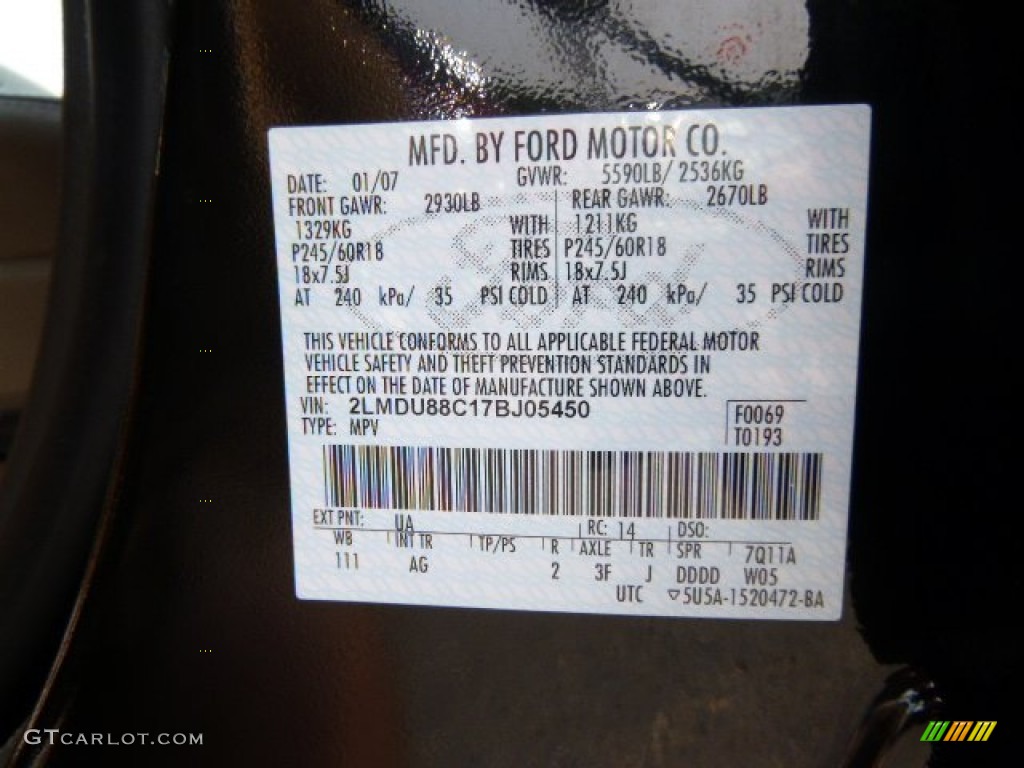 MFD. BY FORD MOTOR CO.
DATE: 01/07 GVWR: 5590LB/ 2536KG
FRONT GAWR: 2930LB REAR GAWR: 2670LB
1329KG WITH 1211KG WITH
P245/60R18 TIRES P245/60R18 TIRES
18x7.5J RIMS 18x7.5J RIMS
AT 240 kPa/ 35 PSI COLD AT 240 kPa/ 35 PSI COLD
THIS VEHICLE CONFORMS TO ALL APPLICABLE FEDERAL MOTOR
VEHICLE SAFETY AND THEFT PREVENTION STANDARDS IN
EFFECT ON THE DATE OF MANUFACTURE SHOWN ABOVE.
VIN: 2LMDU88C17BJ05450 F0069
TYPE: MPV T0193
EXT PNT: UA RC: 14 DSO:
WB INT TR TP/PS R AXLE TR SPR 7Q11A
111 AG 2 3F J DDDD W05
UTC ▽5U5A-1520472-BA
GTCARLOT.COM